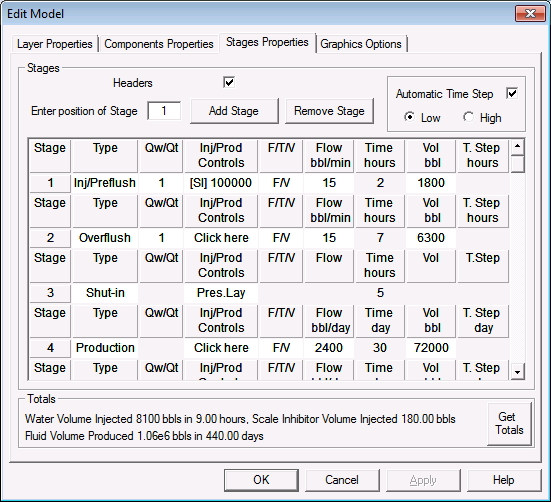 Edit Model
Layer Properties Components Properties Stages Properties Graphics Options
Stages
Headers
Automatic Time Step
Enter position of Stage 1 Add Stage Remove Stage
Low High
Stage Type Qw/Qt Inj/Prod Controls F/T/V Flow bbl/min Time hours Vol bbl T. Step hours
1 Inj/Preflush 1 [SI] 100000 F/V 15 2 1800
Stage Type Qw/Qt Inj/Prod Controls F/T/V Flow bbl/min Time hours Vol bbl T. Step hours
2 Overflush 1 Click here F/V 15 7 6300
Stage Type Qw/Qt Inj/Prod Controls F/T/V Flow Time hours Vol T.Step
3 Shut-in Pres.Lay 5
Stage Type Qw/Qt Inj/Prod Controls F/T/V Flow bbl/day Time day Vol bbl T. Step day
4 Production Click here F/V 2400 30 72000
Stage Type Qw/Qt Inj/Prod F/T/V Flow Time Vol T. Step
Totals
Water Volume Injected 8100 bbls in 9.00 hours, Scale Inhibitor Volume Injected 180.00 bbls
Fluid Volume Produced 1.06e6 bbls in 440.00 days
Get Totals
OK Cancel Apply Help